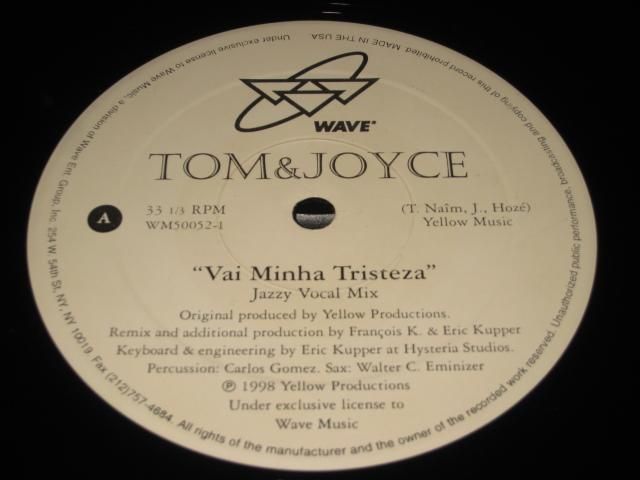 WAVE®
TOM&JOYCE
A
33 1/3 RPM
WM50052-1
(T. Naîm, J., Hozé)
Yellow Music
"Vai Minha Tristeza"
Jazzy Vocal Mix
Original produced by Yellow Productions.
Remix and additional production by François K. & Eric Kupper
Keyboard & engineering by Eric Kupper at Hysteria Studios.
Percussion: Carlos Gomez. Sax: Walter C. Eminizer
℗ 1998 Yellow Productions
Under exclusive license to
Wave Music
Under exclusive license to Wave Music, a division of Wave Ent. Group, Inc 254 W. 54th St, NY, NY 10019. Fax (212)757-4684. All rights of the manufacturer and the owner of the recorded work reserved. Unauthorized public performance, broadcasting and copying of this record prohibited. MADE IN THE USA